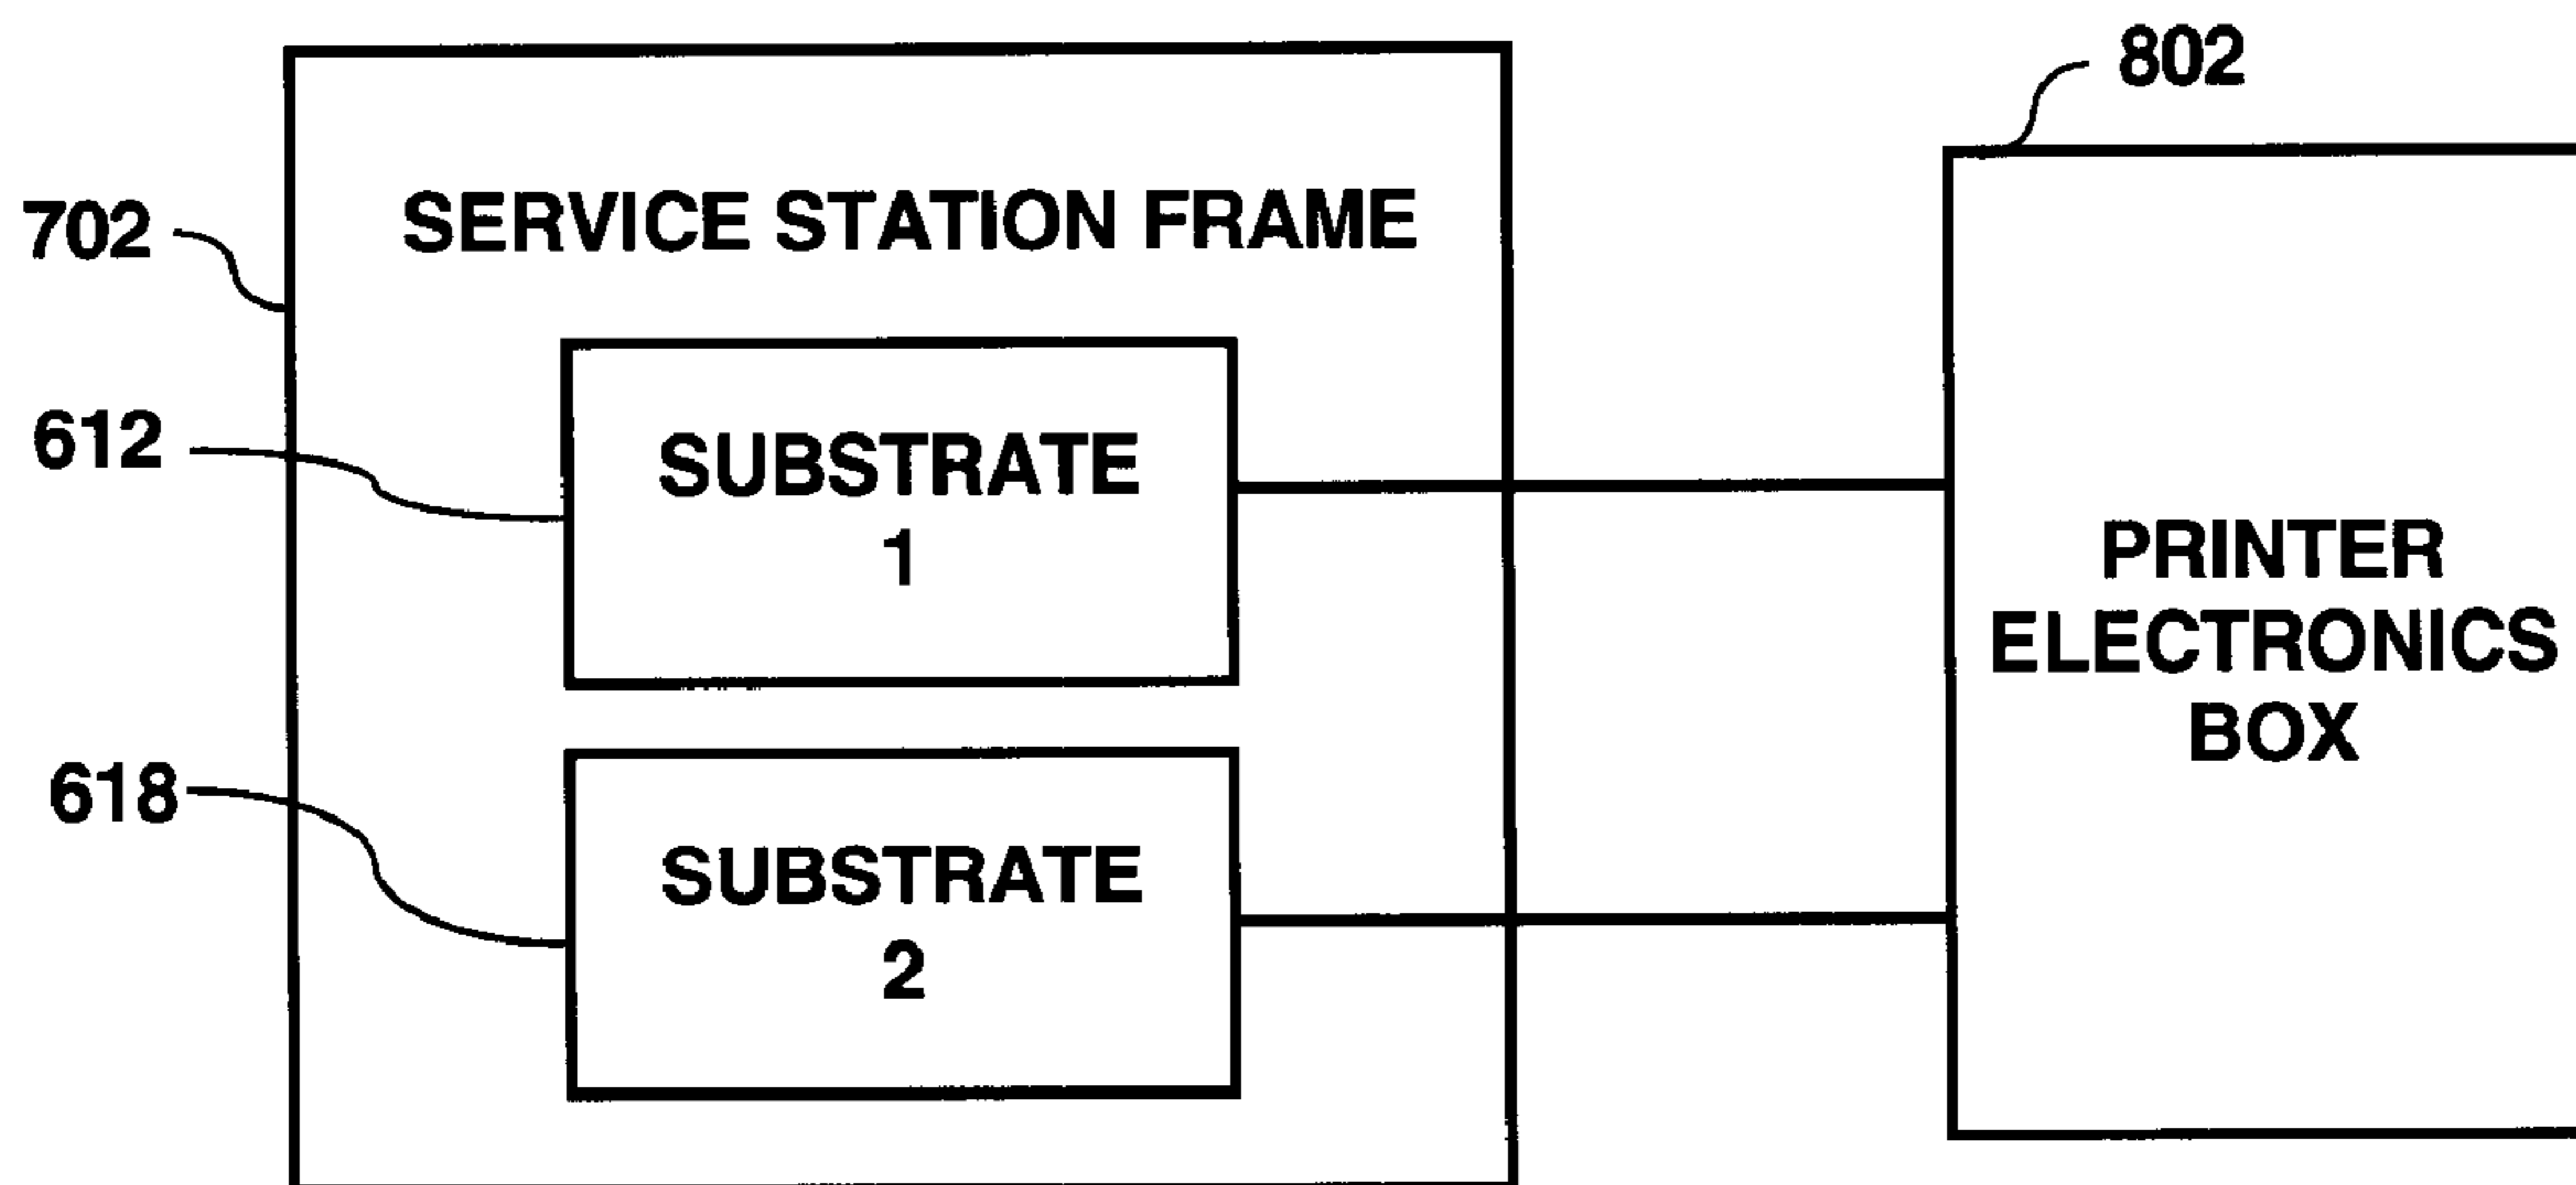 802
702
SERVICE STATION FRAME
612
SUBSTRATE
1
PRINTER
ELECTRONICS
BOX
618
SUBSTRATE
2